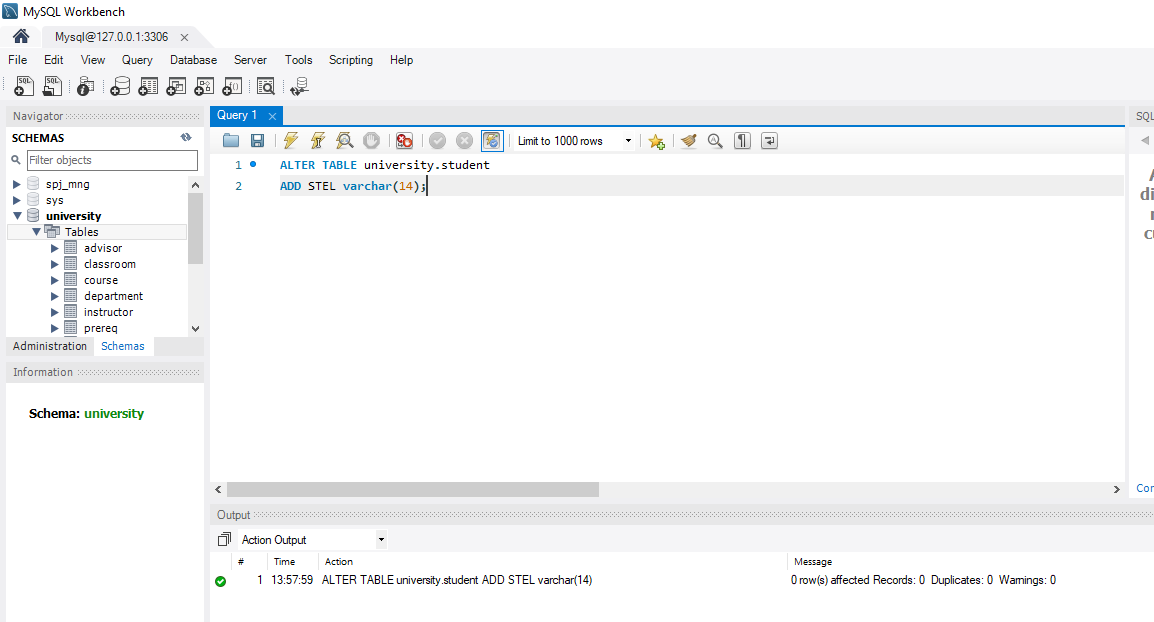 MySQL Workbench
Mysql@127.0.0.1:3306
File Edit View Query Database Server Tools Scripting Help
Navigator
SCHEMAS
Filter objects
spj_mng
sys
university
Tables
advisor
classroom
course
department
instructor
prereq
Administration Schemas
Information
Schema: university
Query 1
Limit to 1000 rows
1 ALTER TABLE university.student
2 ADD STEL varchar(14);
Output
Action Output
# Time Action Message
1 13:57:59 ALTER TABLE university.student ADD STEL varchar(14) 0 row(s) affected Records: 0 Duplicates: 0 Warnings: 0